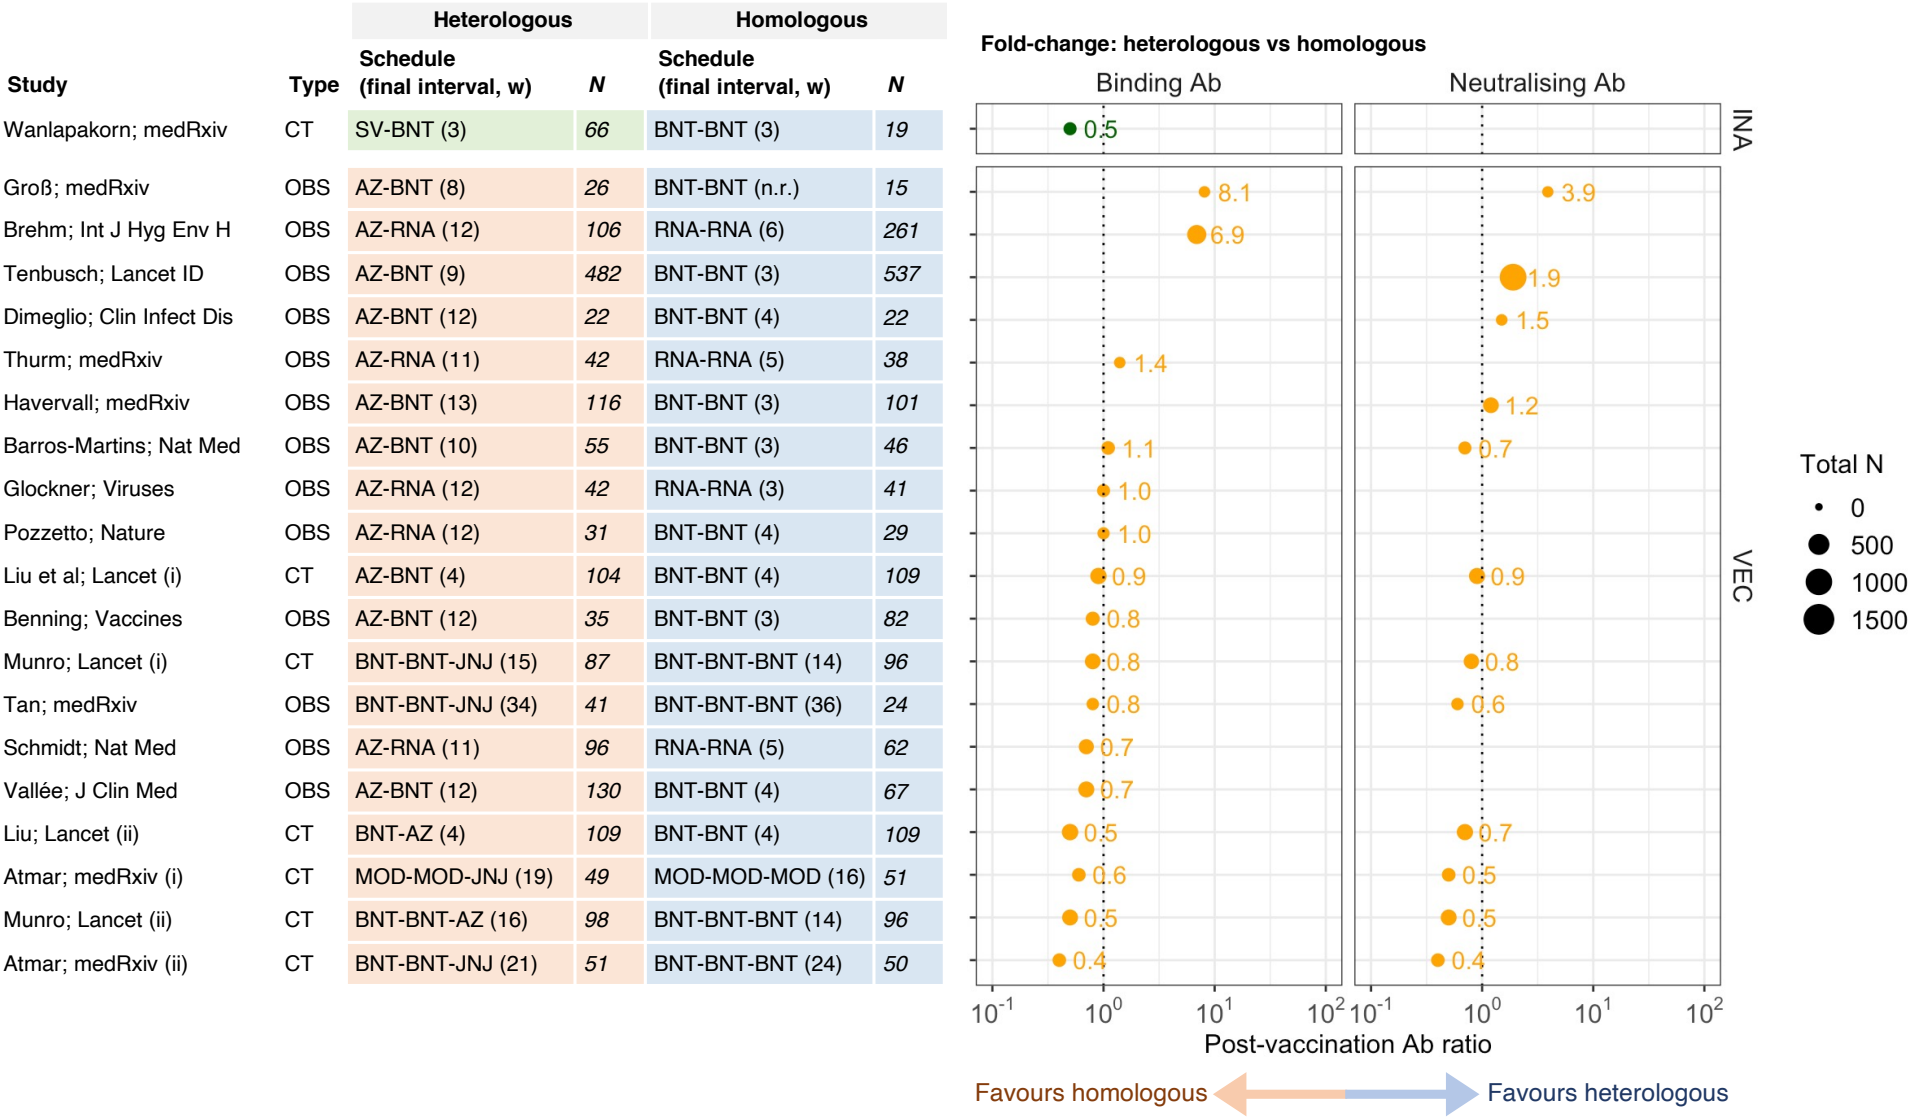 Heterologous Homologous
Fold-change: heterologous vs homologous
Study Type Schedule (final interval, w) N Schedule (final interval, w) N Binding Ab Neutralising Ab
Wanlapakorn; medRxiv CT SV-BNT (3) 66 BNT-BNT (3) 19 0.5 INA
Groß; medRxiv OBS AZ-BNT (8) 26 BNT-BNT (n.r.) 15 8.1 3.9
Brehm; Int J Hyg Env H OBS AZ-RNA (12) 106 RNA-RNA (6) 261 6.9
Tenbusch; Lancet ID OBS AZ-BNT (9) 482 BNT-BNT (3) 537 1.9
Dimeglio; Clin Infect Dis OBS AZ-BNT (12) 22 BNT-BNT (4) 22 1.5
Thurm; medRxiv OBS AZ-RNA (11) 42 RNA-RNA (5) 38 1.4
Havervall; medRxiv OBS AZ-BNT (13) 116 BNT-BNT (3) 101 1.2
Barros-Martins; Nat Med OBS AZ-BNT (10) 55 BNT-BNT (3) 46 1.1 0.7
Glockner; Viruses OBS AZ-RNA (12) 42 RNA-RNA (3) 41 1.0
Pozzetto; Nature OBS AZ-RNA (12) 31 BNT-BNT (4) 29 1.0
Liu et al; Lancet (i) CT AZ-BNT (4) 104 BNT-BNT (4) 109 0.9 0.9
VEC
Benning; Vaccines OBS AZ-BNT (12) 35 BNT-BNT (3) 82 0.8
Munro; Lancet (i) CT BNT-BNT-JNJ (15) 87 BNT-BNT-BNT (14) 96 0.8 0.8
Tan; medRxiv OBS BNT-BNT-JNJ (34) 41 BNT-BNT-BNT (36) 24 0.8 0.6
Schmidt; Nat Med OBS AZ-RNA (11) 96 RNA-RNA (5) 62 0.7
Vallée; J Clin Med OBS AZ-BNT (12) 130 BNT-BNT (4) 67 0.7
Liu; Lancet (ii) CT BNT-AZ (4) 109 BNT-BNT (4) 109 0.5 0.7
Atmar; medRxiv (i) CT MOD-MOD-JNJ (19) 49 MOD-MOD-MOD (16) 51 0.6 0.5
Munro; Lancet (ii) CT BNT-BNT-AZ (16) 98 BNT-BNT-BNT (14) 96 0.5 0.5
Atmar; medRxiv (ii) CT BNT-BNT-JNJ (21) 51 BNT-BNT-BNT (24) 50 0.4 0.4
10⁻¹ 10⁰ 10¹ 10² 10⁻¹ 10⁰ 10¹ 10²
Post-vaccination Ab ratio
Favours homologous Favours heterologous
Total N
0
500
1000
1500